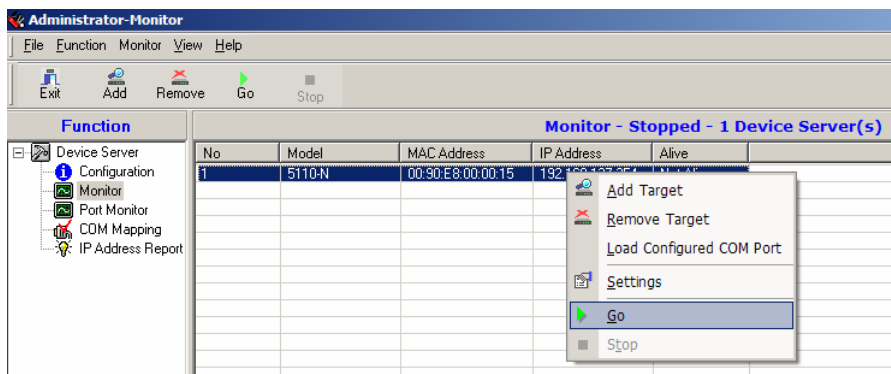 Administrator-Monitor
File Function Monitor View Help
Exit Add Remove Go Stop
Function
Monitor - Stopped - 1 Device Server(s)
Device Server
Configuration
Monitor
Port Monitor
COM Mapping
IP Address Report
No Model MAC Address IP Address Alive
1 5110-N 00:90:E8:00:00:15
Add Target
Remove Target
Load Configured COM Port
Settings
Go
Stop